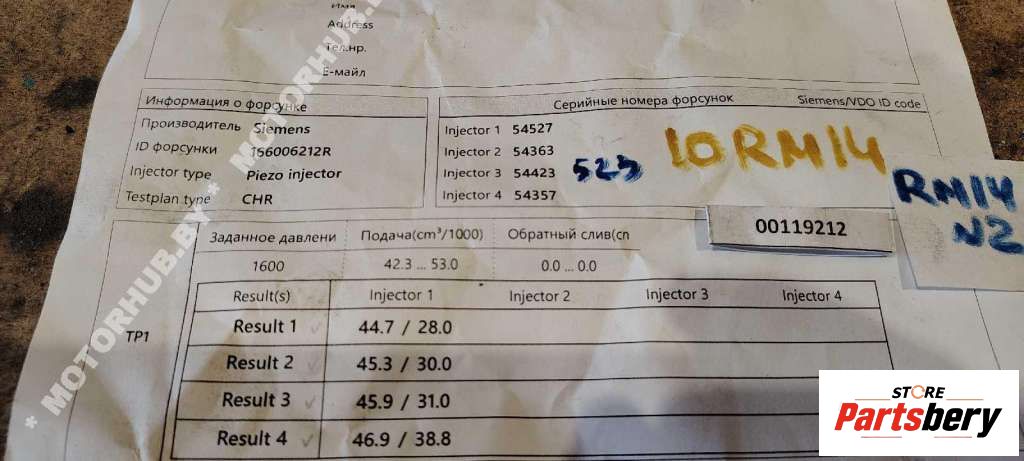 Имя
Address
Тел.нр.
Е-майл
Информация о форсунке
Производитель Siemens
ID форсунки 166006212R
Injector type Piezo injector
Testplan type CHR
Серийные номера форсунок Siemens/VDO ID code
Injector 1 54527
Injector 2 54363
Injector 3 54423
Injector 4 54357
523
10RM14
RM14
N2
00119212
Заданное давлени Подача(cm³/1000) Обратный слив(сп
1600 42.3 ... 53.0 0.0 ... 0.0
TP1
Result(s) Injector 1 Injector 2 Injector 3 Injector 4
Result 1 ✓ 44.7 / 28.0
Result 2 ✓ 45.3 / 30.0
Result 3 ✓ 45.9 / 31.0
Result 4 ✓ 46.9 / 38.8
* MOTORHUB.BY * MOTORHUB.BY
STORE
Partsbery